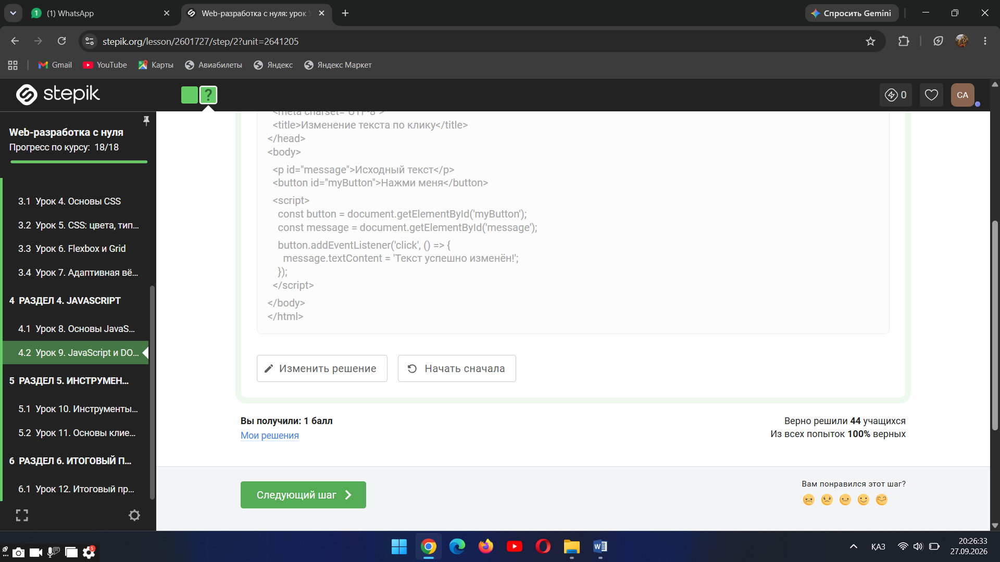 1
(1) WhatsApp
Web-разработка с нуля: урок
Спросить Gemini
stepik.org/lesson/2601727/step/2?unit=2641205
Gmail
YouTube
Карты
Авиабилеты
Яндекс
Яндекс Маркет
stepik
?
0
CA
Web-разработка с нуля
Прогресс по курсу: 18/18
3.1 Урок 4. Основы CSS
3.2 Урок 5. CSS: цвета, тип...
3.3 Урок 6. Flexbox и Grid
3.4 Урок 7. Адаптивная вё...
4 РАЗДЕЛ 4. JAVASCRIPT
4.1 Урок 8. Основы JavaS...
4.2 Урок 9. JavaScript и DO...
5 РАЗДЕЛ 5. ИНСТРУМЕН...
5.1 Урок 10. Инструменты...
5.2 Урок 11. Основы клие...
6 РАЗДЕЛ 6. ИТОГОВЫЙ П...
6.1 Урок 12. Итоговый пр...
<meta charset="UTF-8">
<title>Изменение текста по клику</title>
</head>
<body>
<p id="message">Исходный текст</p>
<button id="myButton">Нажми меня</button>
<script>
const button = document.getElementById('myButton');
const message = document.getElementById('message');
button.addEventListener('click', () => {
message.textContent = 'Текст успешно изменён!';
});
</script>
</body>
</html>
Изменить решение
Начать сначала
Вы получили: 1 балл
Мои решения
Верно решили 44 учащихся
Из всех попыток 100% верных
Следующий шаг
Вам понравился этот шаг?
5
ҚАЗ
20:26:33
27.09.2026